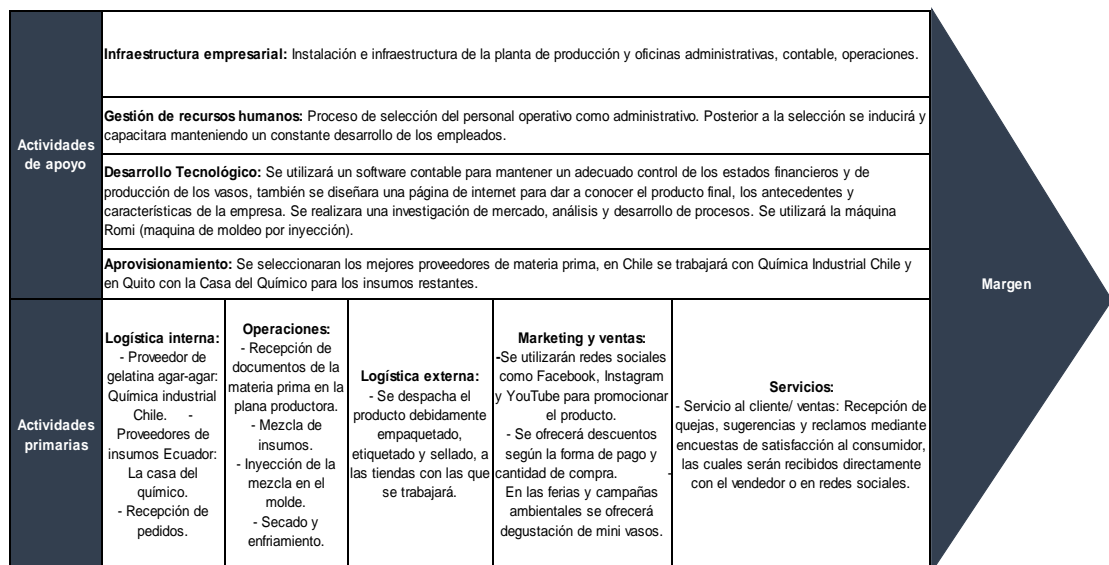 Actividades
de apoyo
Infraestructura empresarial: Instalación e infraestructura de la planta de producción y oficinas administrativas, contable, operaciones.
Gestión de recursos humanos: Proceso de selección del personal operativo como administrativo. Posterior a la selección se inducirá y
capacitara manteniendo un constante desarrollo de los empleados.
Desarrollo Tecnológico: Se utilizará un software contable para mantener un adecuado control de los estados financieros y de
producción de los vasos, también se diseñara una página de internet para dar a conocer el producto final, los antecedentes y
características de la empresa. Se realizara una investigación de mercado, análisis y desarrollo de procesos. Se utilizará la máquina
Romi (maquina de moldeo por inyección).
Aprovisionamiento: Se seleccionaran los mejores proveedores de materia prima, en Chile se trabajará con Química Industrial Chile y
en Quito con la Casa del Químico para los insumos restantes.
Margen
Actividades
primarias
Logística interna:
- Proveedor de
gelatina agar-agar:
Química industrial
Chile. -
Proveedores de
insumos Ecuador:
La casa del
químico.
- Recepción de
pedidos.
Operaciones:
- Recepción de
documentos de la
materia prima en la
plana productora.
- Mezcla de
insumos.
- Inyección de la
mezcla en el
molde.
- Secado y
enfriamiento.
Logística externa:
- Se despacha el
producto debidamente
empaquetado,
etiquetado y sellado, a
las tiendas con las que
se trabajará.
Marketing y ventas:
-Se utilizarán redes sociales
como Facebook, Instagram
y YouTube para promocionar
el producto.
- Se ofrecerá descuentos
según la forma de pago y
cantidad de compra. -
En las ferias y campañas
ambientales se ofrecerá
degustación de mini vasos.
Servicios:
- Servicio al cliente/ ventas: Recepción de
quejas, sugerencias y reclamos mediante
encuestas de satisfacción al consumidor,
las cuales serán recibidos directamente
con el vendedor o en redes sociales.